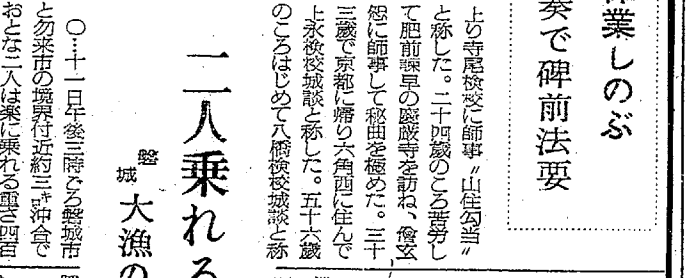 業しのぶ
奏で碑前法要
上り寺尾検校に師事〝山住勾当〟
と称した。二十四歳のころ苦労し
て肥前諫早の慶巌寺を訪ね、僧玄
恕に師事して秘曲を極めた。三十
三歳で京都に帰り六角西に住んで
上永検校城談と称した。五十六歳
のころはじめて八橋検校城談と称
二人乗れる
磐城
大漁の
〇…十一日午後三時ごろ磐城市
と勿来市の境界付近約三㌔沖合で
おとな二人は楽に乗れる重さ四百